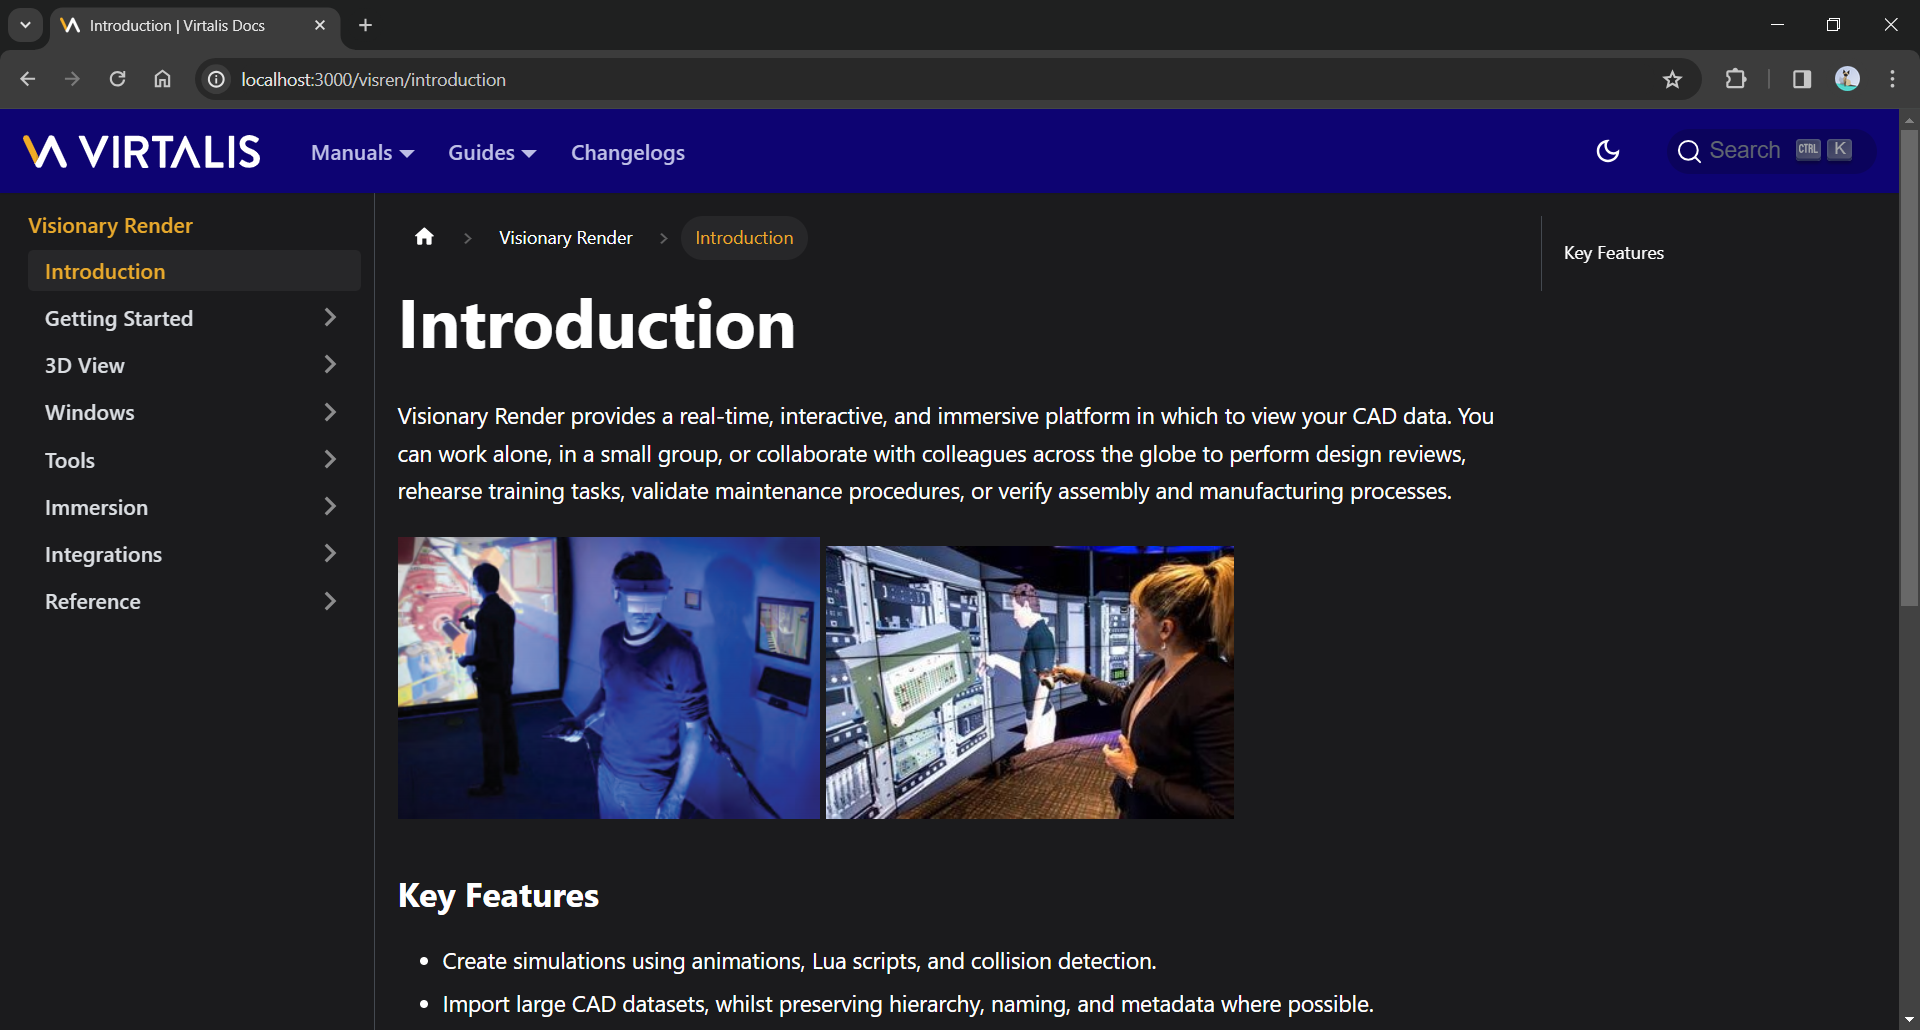 Introduction | Virtalis Docs
localhost:3000/visren/introduction
VIRTALIS
Manuals
Guides
Changelogs
Search
CTRL
K
Visionary Render
Introduction
Getting Started
3D View
Windows
Tools
Immersion
Integrations
Reference
Visionary Render
Introduction
Key Features
Introduction
Visionary Render provides a real-time, interactive, and immersive platform in which to view your CAD data. You
can work alone, in a small group, or collaborate with colleagues across the globe to perform design reviews,
rehearse training tasks, validate maintenance procedures, or verify assembly and manufacturing processes.
Key Features
Create simulations using animations, Lua scripts, and collision detection.
Import large CAD datasets, whilst preserving hierarchy, naming, and metadata where possible.